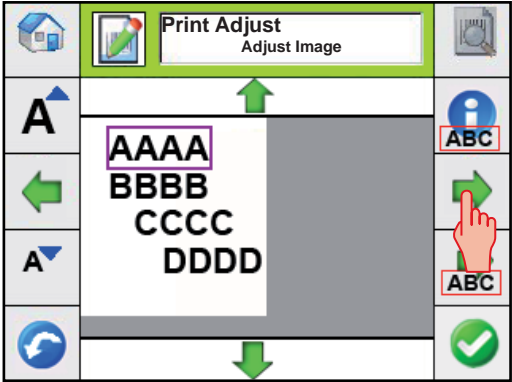 Print Adjust
Adjust Image
A
ABC
AAAA
BBBB
CCCC
DDDD
A
ABC